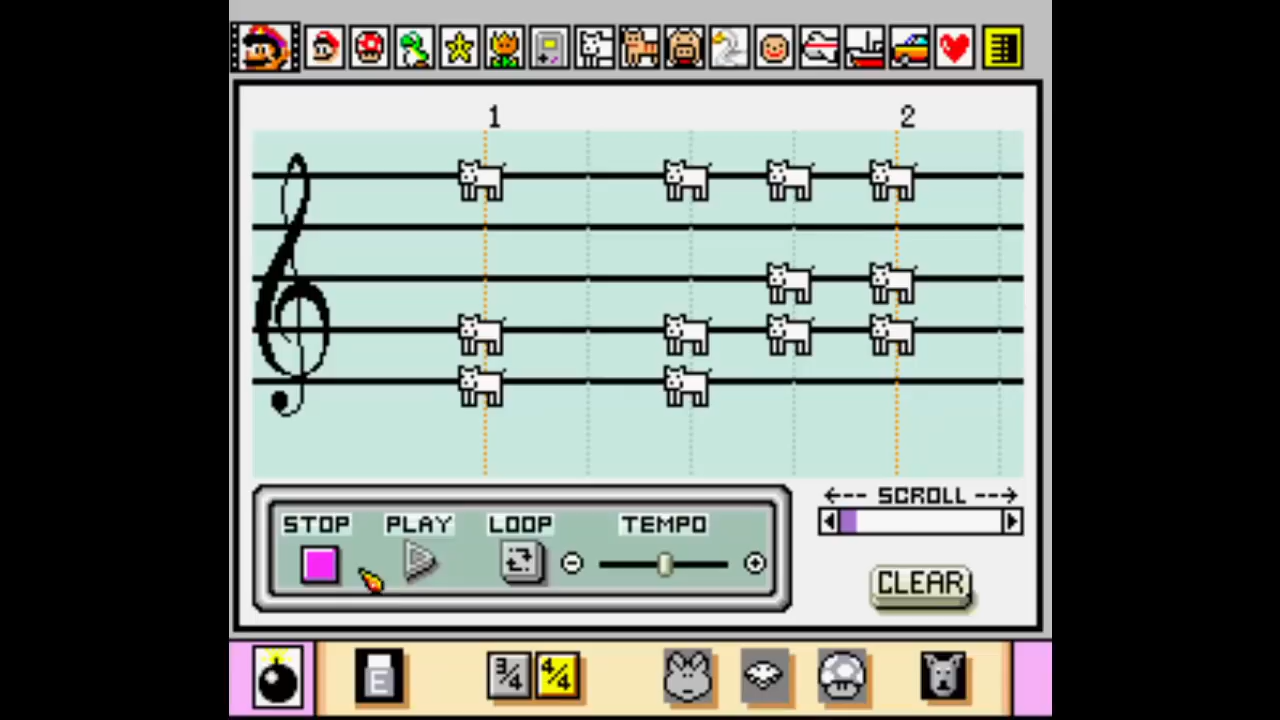 1 2
STOP PLAY LOOP TEMPO
<--- SCROLL --->
CLEAR
E 3/4 4/4